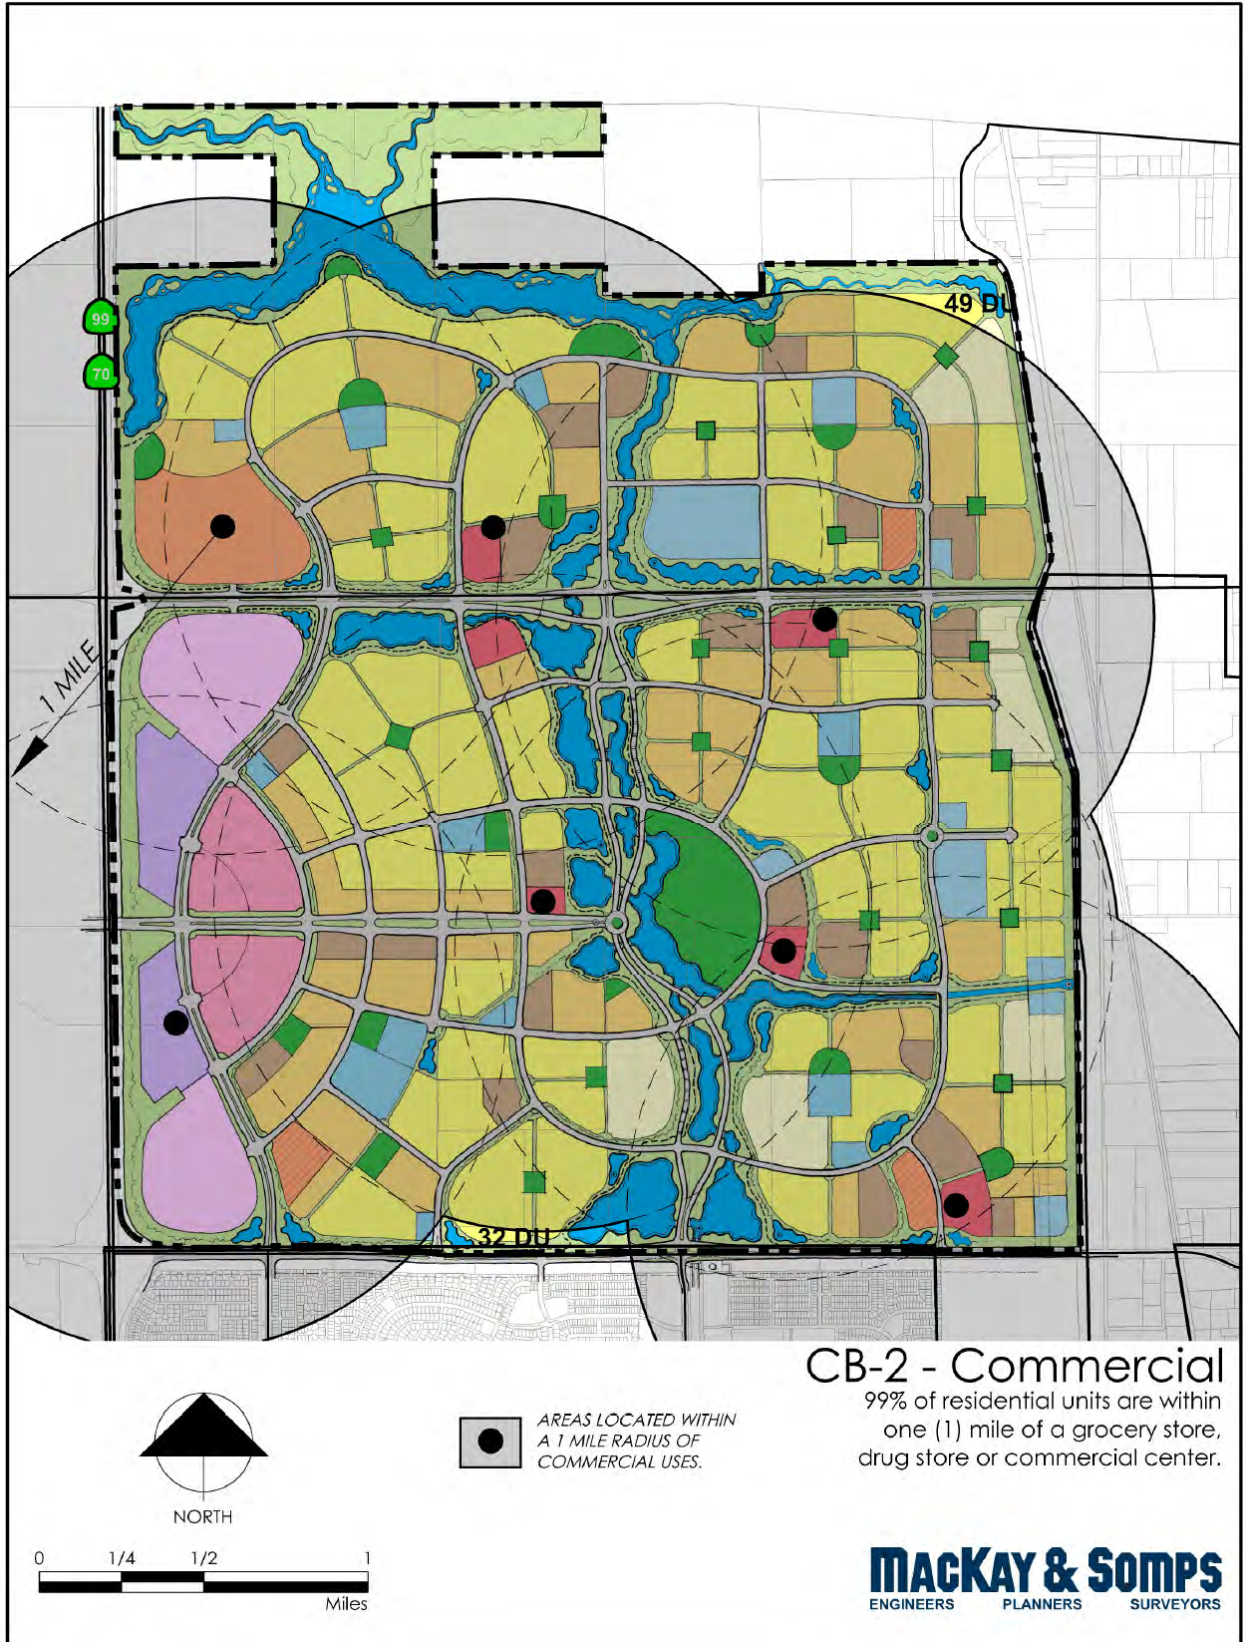 49 DU
99
70
1 MILE
32 DU
CB-2 - Commercial
99% of residential units are within
one (1) mile of a grocery store,
drug store or commercial center.
AREAS LOCATED WITHIN
A 1 MILE RADIUS OF
COMMERCIAL USES.
NORTH
0 1/4 1/2 1
Miles
MACKAY & SOMPS
ENGINEERS PLANNERS SURVEYORS